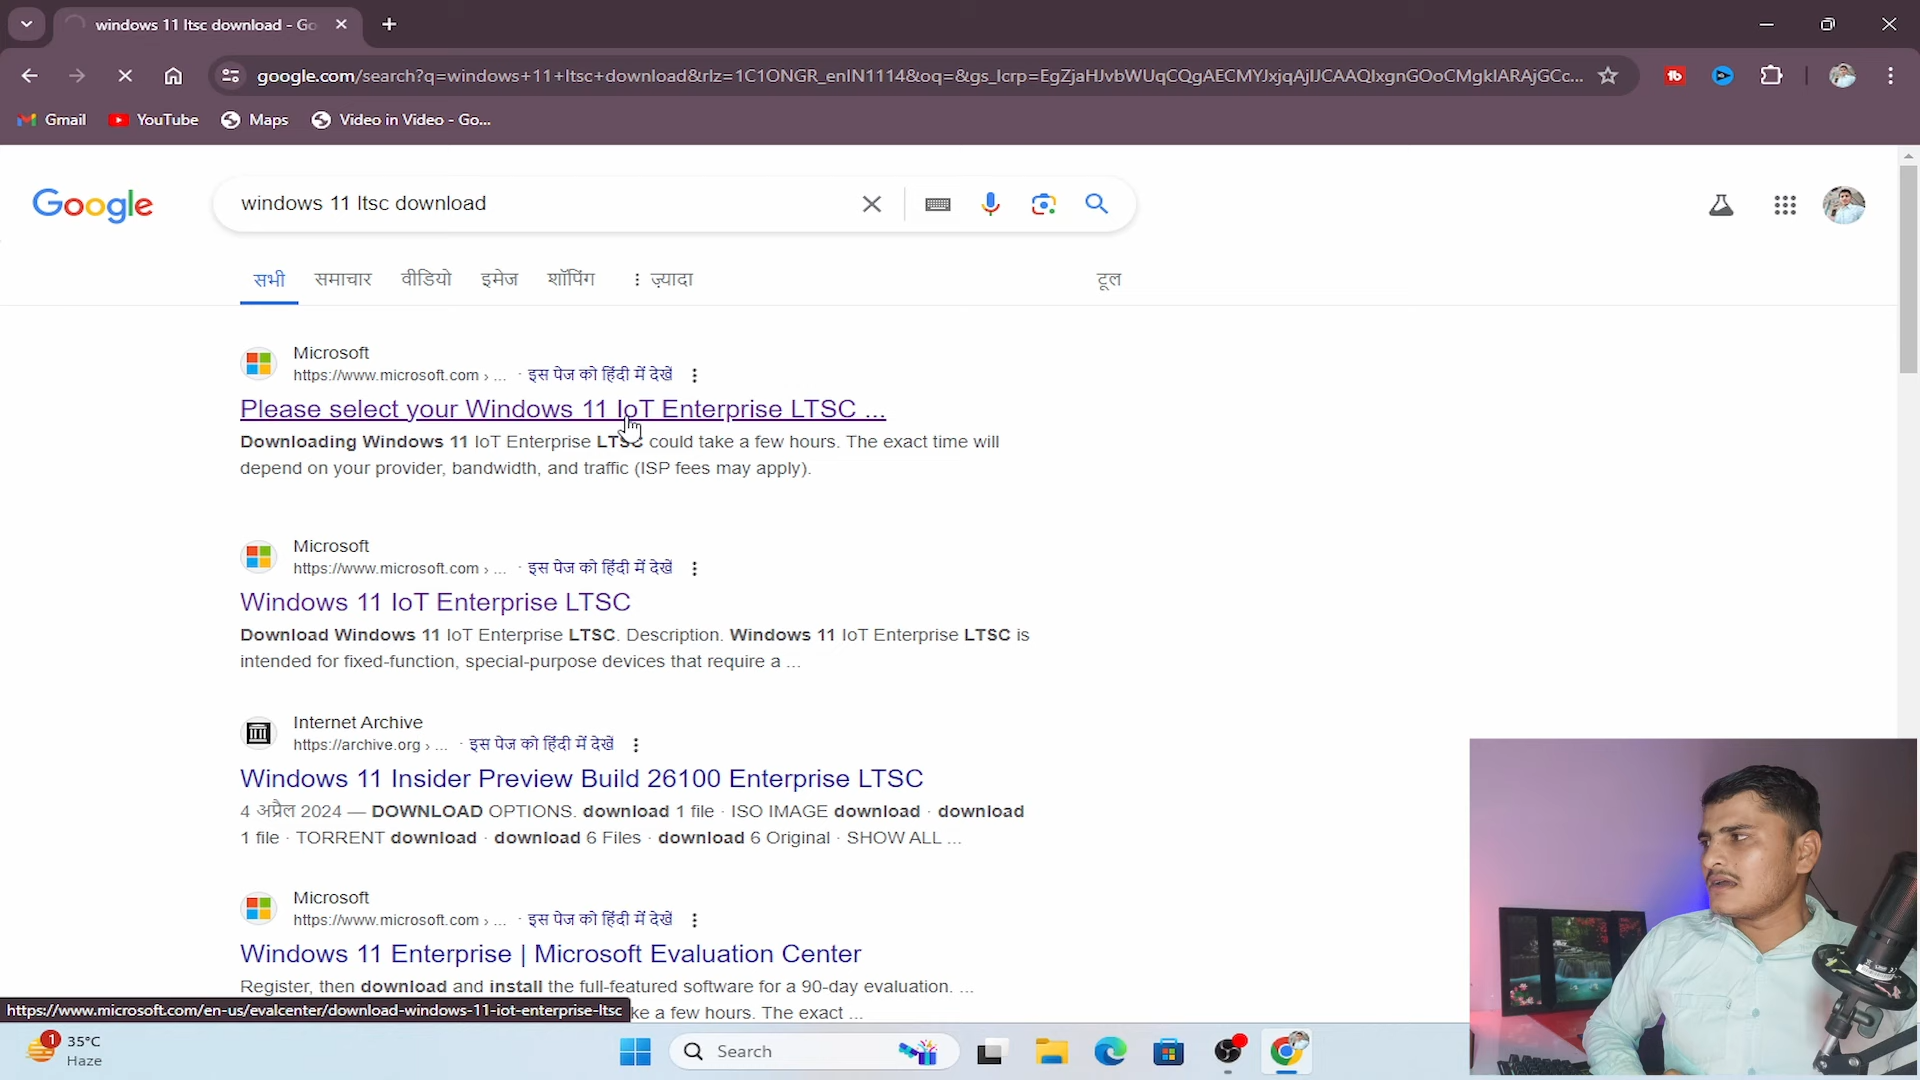 windows 11 ltsc download - Go
google.com/search?q=windows+11+ltsc+download&rlz=1C1ONGR_enIN1114&oq=&gs_lcrp=EgZjaHJvbWUqCQgAECMYJxjqAjIJCAAQIxgnGOoCMgkIARAjGCc...
Gmail YouTube Maps Video in Video - Go...
Google windows 11 ltsc download
सभी समाचार वीडियो इमेज शॉपिंग ज़्यादा टूल
Microsoft
https://www.microsoft.com › ... · इस पेज को हिंदी में देखें
Please select your Windows 11 IoT Enterprise LTSC ...
Downloading Windows 11 IoT Enterprise LTSC could take a few hours. The exact time will
depend on your provider, bandwidth, and traffic (ISP fees may apply).
Microsoft
https://www.microsoft.com › ... · इस पेज को हिंदी में देखें
Windows 11 IoT Enterprise LTSC
Download Windows 11 IoT Enterprise LTSC. Description. Windows 11 IoT Enterprise LTSC is
intended for fixed-function, special-purpose devices that require a ...
Internet Archive
https://archive.org › ... · इस पेज को हिंदी में देखें
Windows 11 Insider Preview Build 26100 Enterprise LTSC
4 अप्रैल 2024 — DOWNLOAD OPTIONS. download 1 file · ISO IMAGE download · download
1 file · TORRENT download · download 6 Files · download 6 Original · SHOW ALL ...
Microsoft
https://www.microsoft.com › ... · इस पेज को हिंदी में देखें
Windows 11 Enterprise | Microsoft Evaluation Center
Register, then download and install the full-featured software for a 90-day evaluation. ...
https://www.microsoft.com/en-us/evalcenter/download-windows-11-iot-enterprise-ltsc ke a few hours. The exact ...
1 35°C
Haze
Search